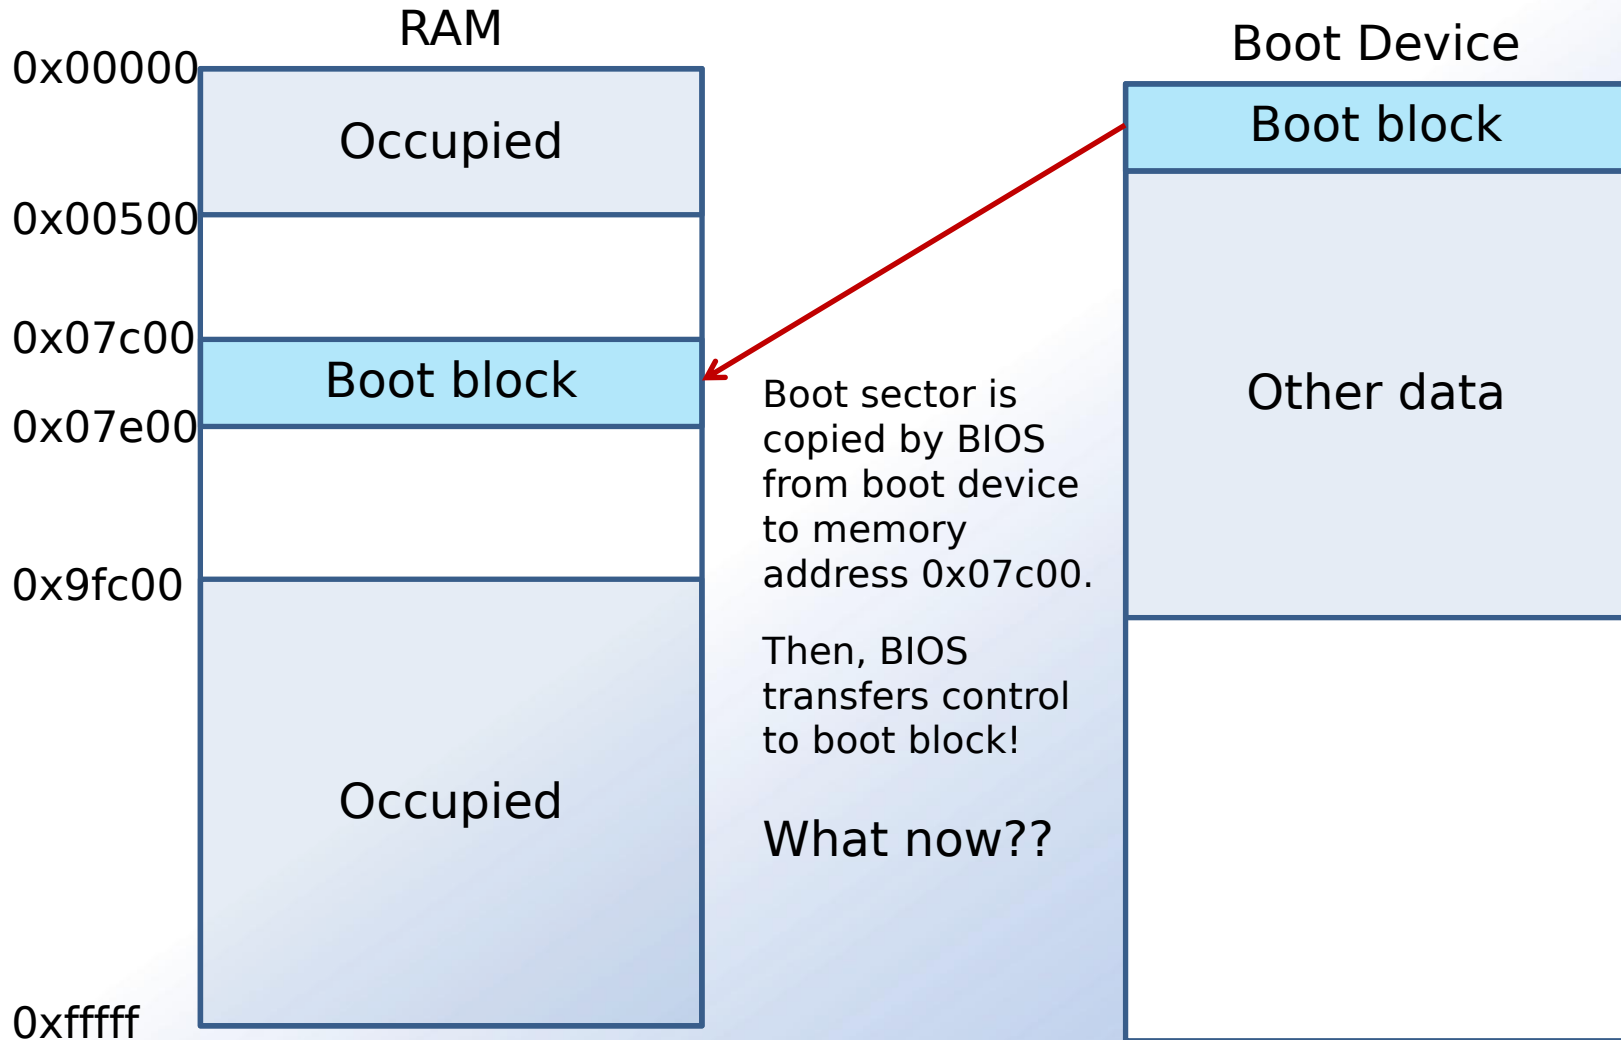 RAM
0x00000
Occupied
0x00500
0x07c00
Boot block
0x07e00
0x9fc00
Occupied
0xfffff
Boot sector is
copied by BIOS
from boot device
to memory
address 0x07c00.
Then, BIOS
transfers control
to boot block!
What now??
Boot Device
Boot block
Other data